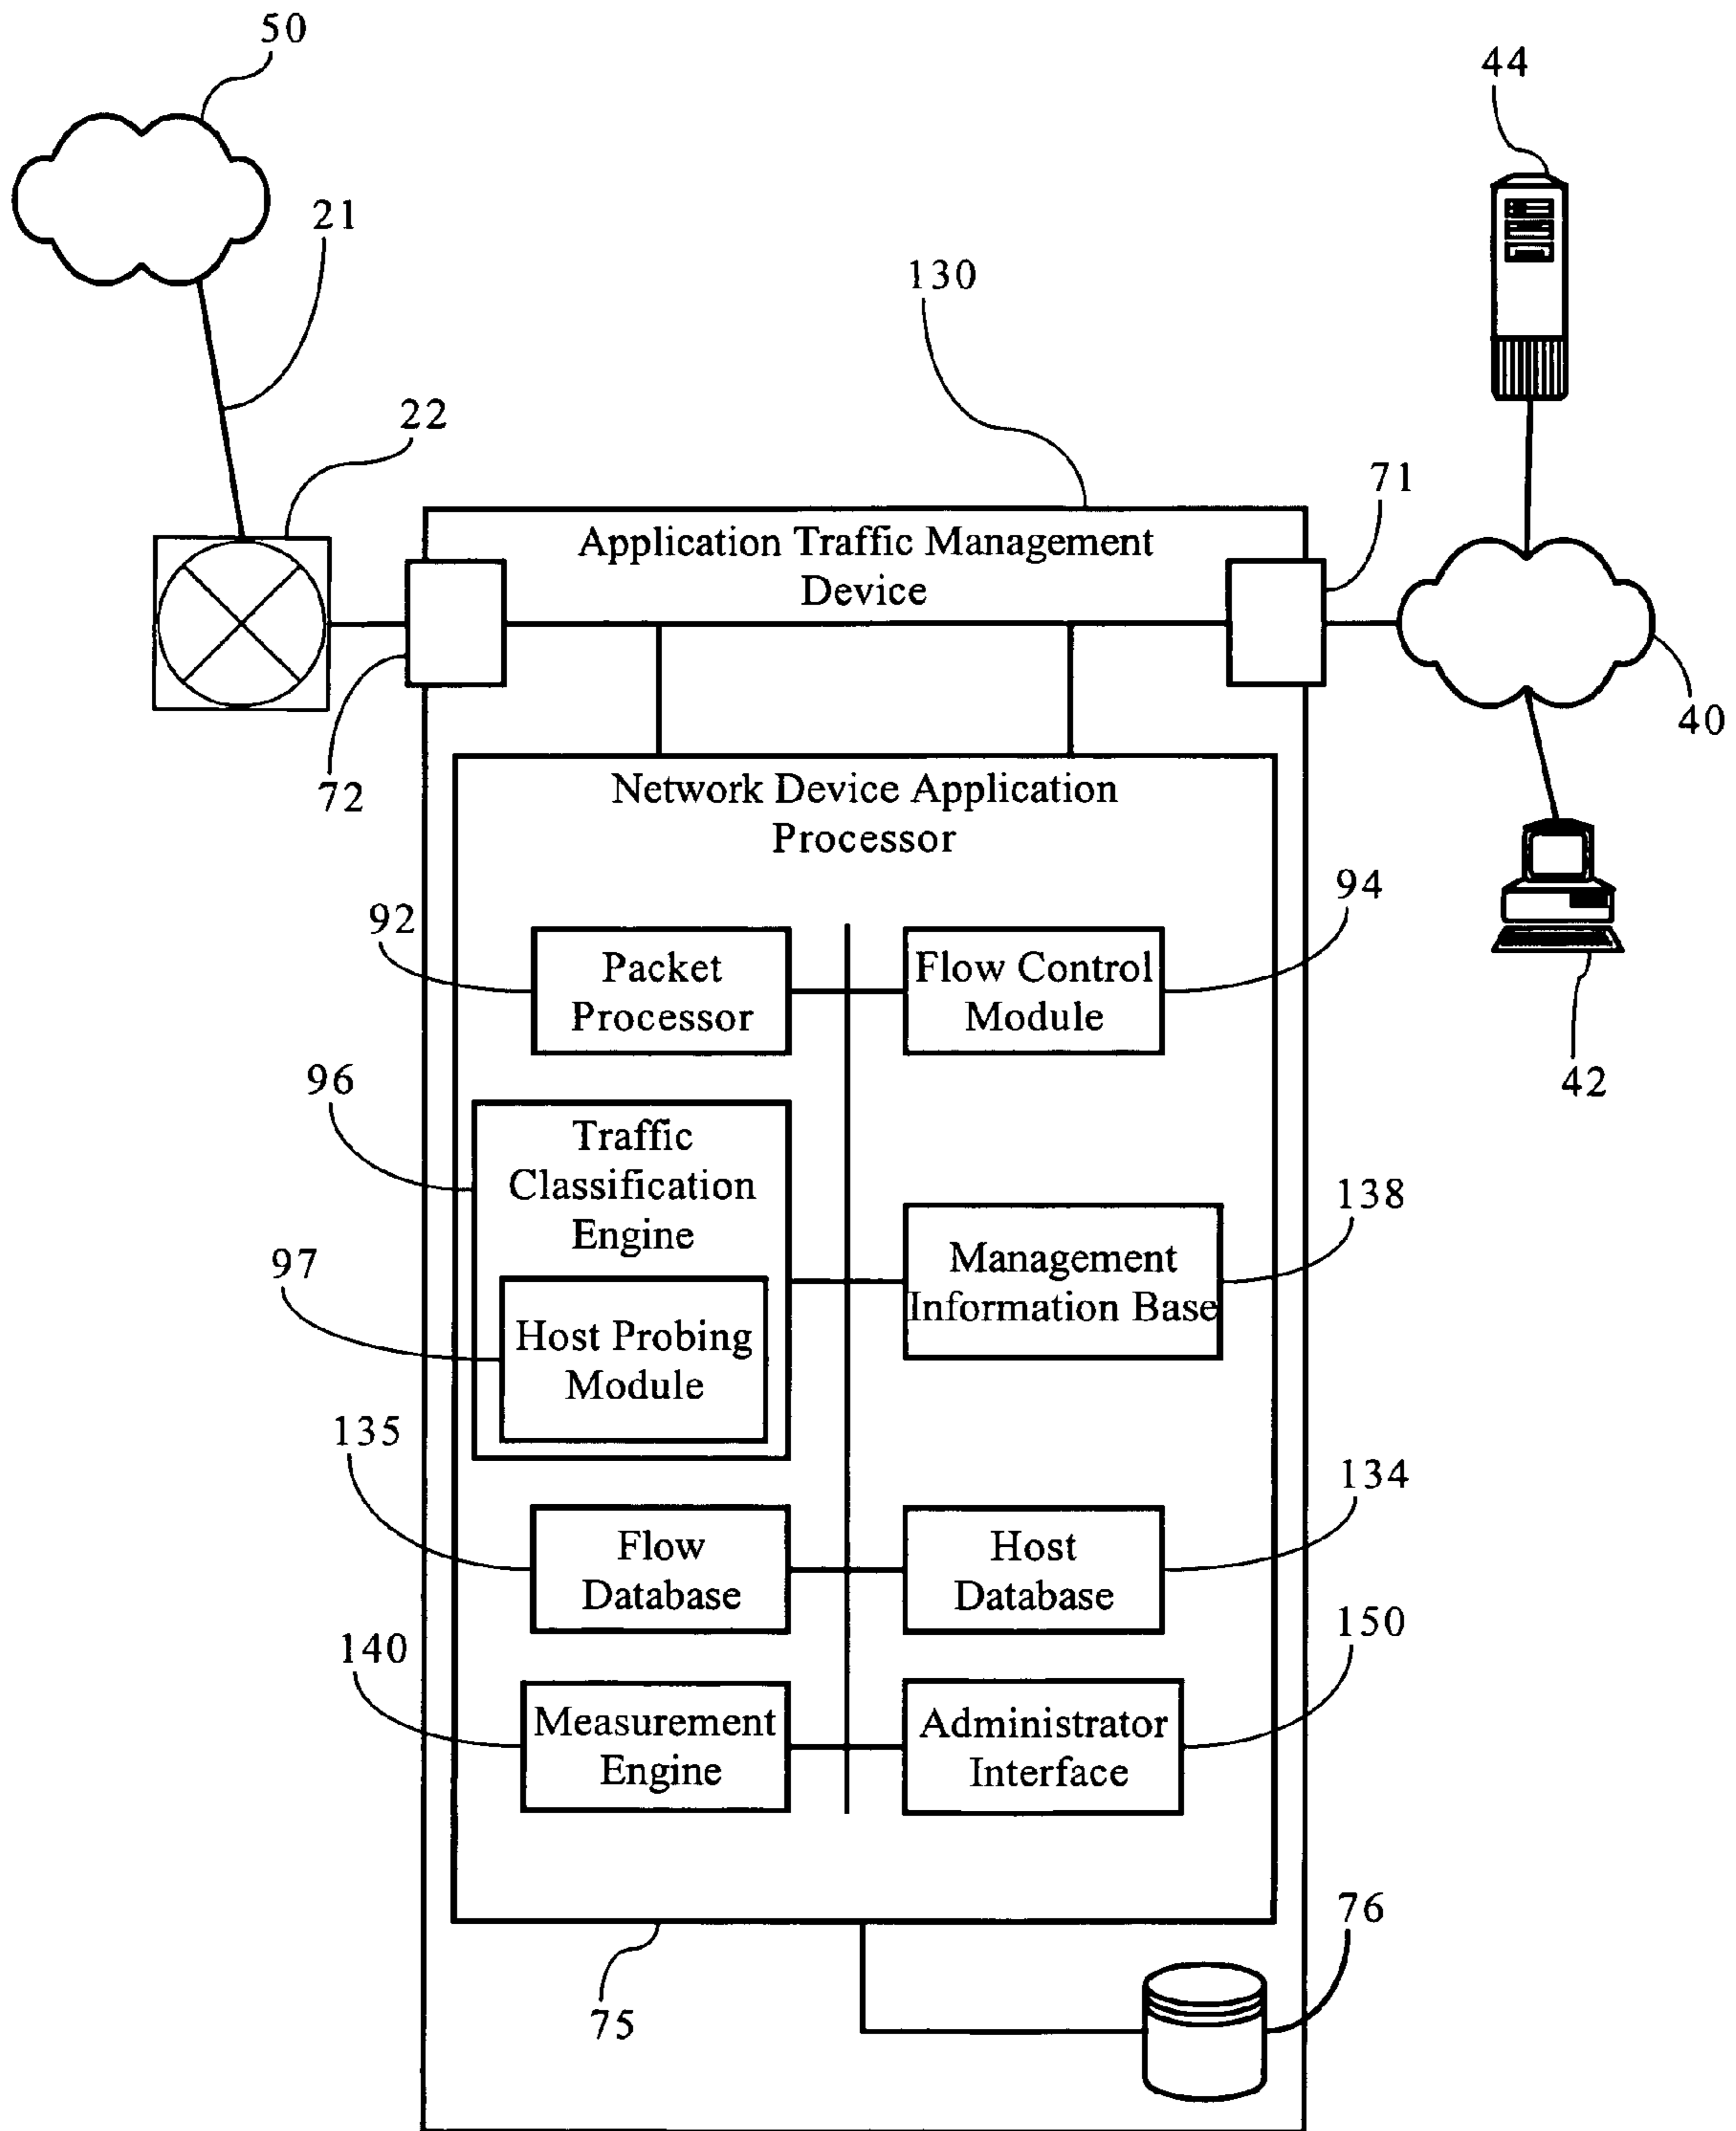 50
44
21
130
22
71
Application Traffic Management
Device
40
72
Network Device Application
Processor
92
94
Packet
Processor
Flow Control
Module
42
96
Traffic
Classification
Engine
138
97
Management
Information Base
Host Probing
Module
135
134
Flow
Database
Host
Database
140
150
Measurement
Engine
Administrator
Interface
76
75